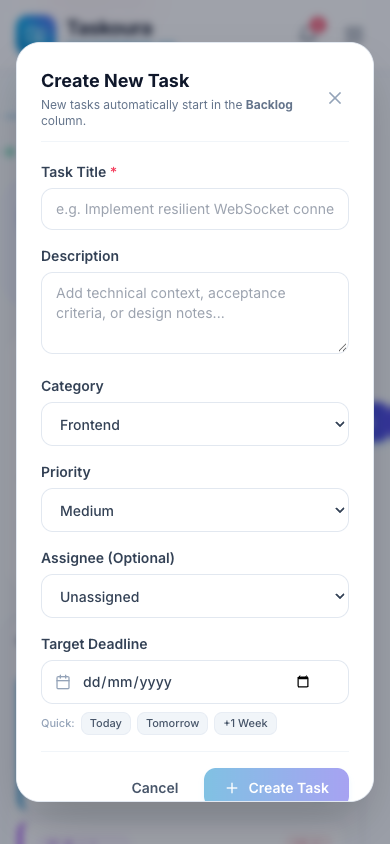 Taskoura
Create New Task
New tasks automatically start in the Backlog
column.
Task Title *
e.g. Implement resilient WebSocket conne
Description
Add technical context, acceptance
criteria, or design notes...
Category
Frontend
Priority
Medium
Assignee (Optional)
Unassigned
Target Deadline
dd/mm/yyyy
Quick: Today Tomorrow +1 Week
Cancel + Create Task